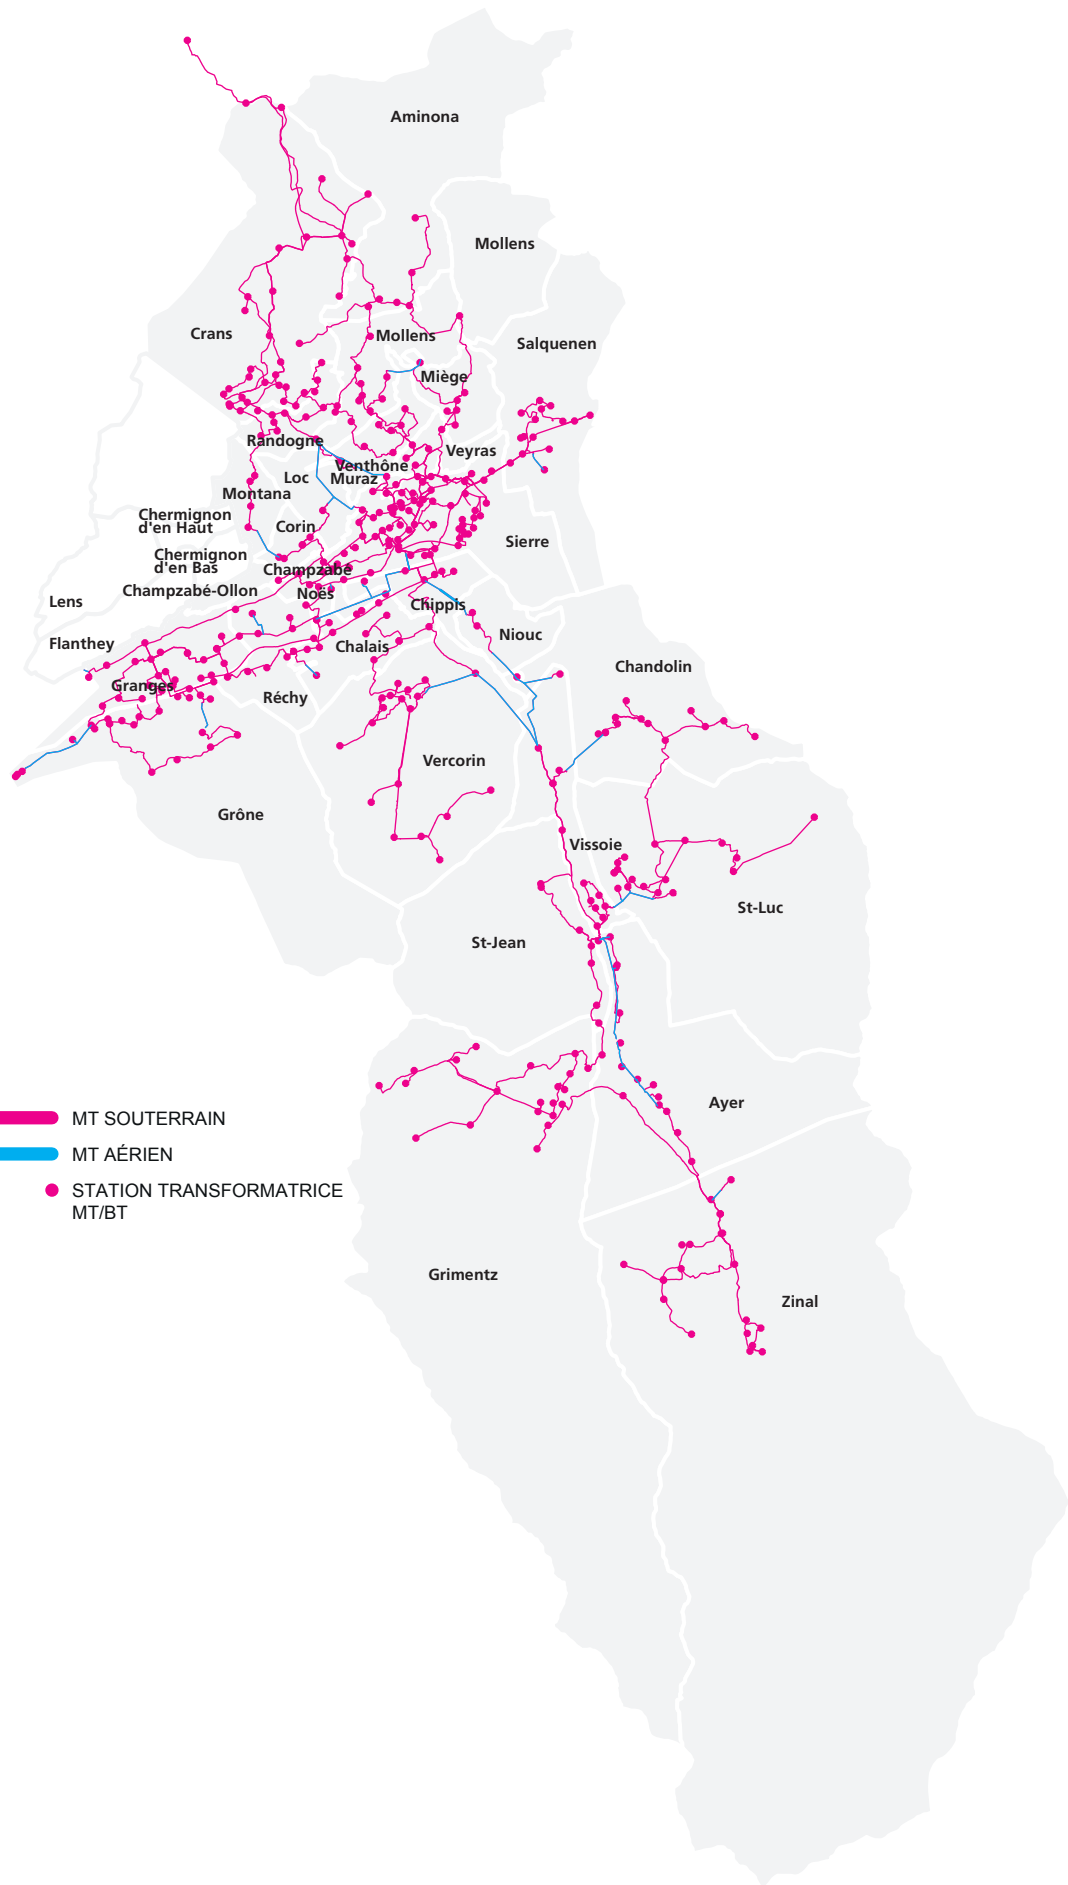 Aminona
Mollens
Crans
Mollens
Salquenen
Miège
Randogne
Veyras
Venthône
Loc
Muraz
Montana
Chermignon
d'en Haut
Corin
Sierre
Chermignon
d'en Bas
Champzabé
Champzabé-Ollon
Noës
Lens
Chippis
Niouc
Flanthey
Chalais
Chandolin
Granges
Réchy
Vercorin
Grône
Vissoie
St-Luc
St-Jean
Ayer
MT SOUTERRAIN
MT AÉRIEN
STATION TRANSFORMATRICE
MT/BT
Grimentz
Zinal